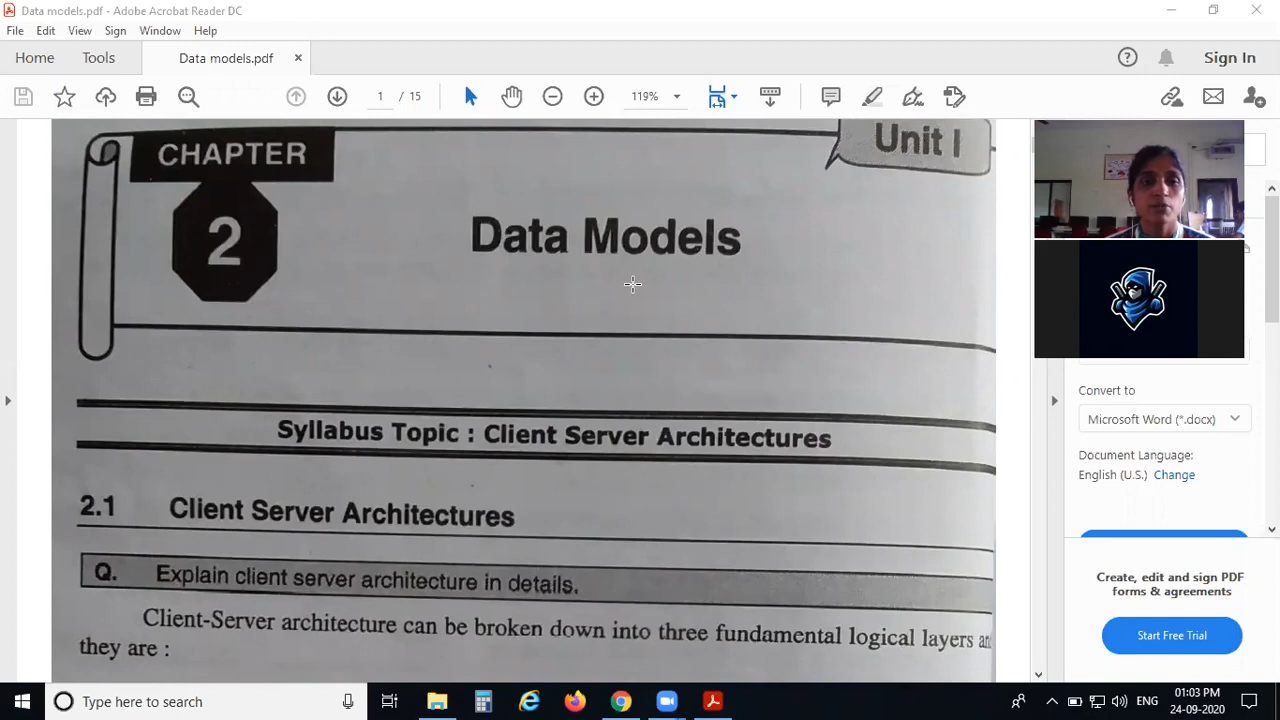 Data models.pdf - Adobe Acrobat Reader DC
File Edit View Sign Window Help
Home Tools Data models.pdf × Sign In
1 / 15 119%
CHAPTER
2
Unit I
Data Models
Syllabus Topic : Client Server Architectures
2.1 Client Server Architectures
Q. Explain client server architecture in details.
Client-Server architecture can be broken down into three fundamental logical layers
they are :
Convert to
Microsoft Word (*.docx)
Document Language:
English (U.S.) Change
Create, edit and sign PDF
forms & agreements
Start Free Trial
Type here to search
ENG
01:03 PM
24-09-2020